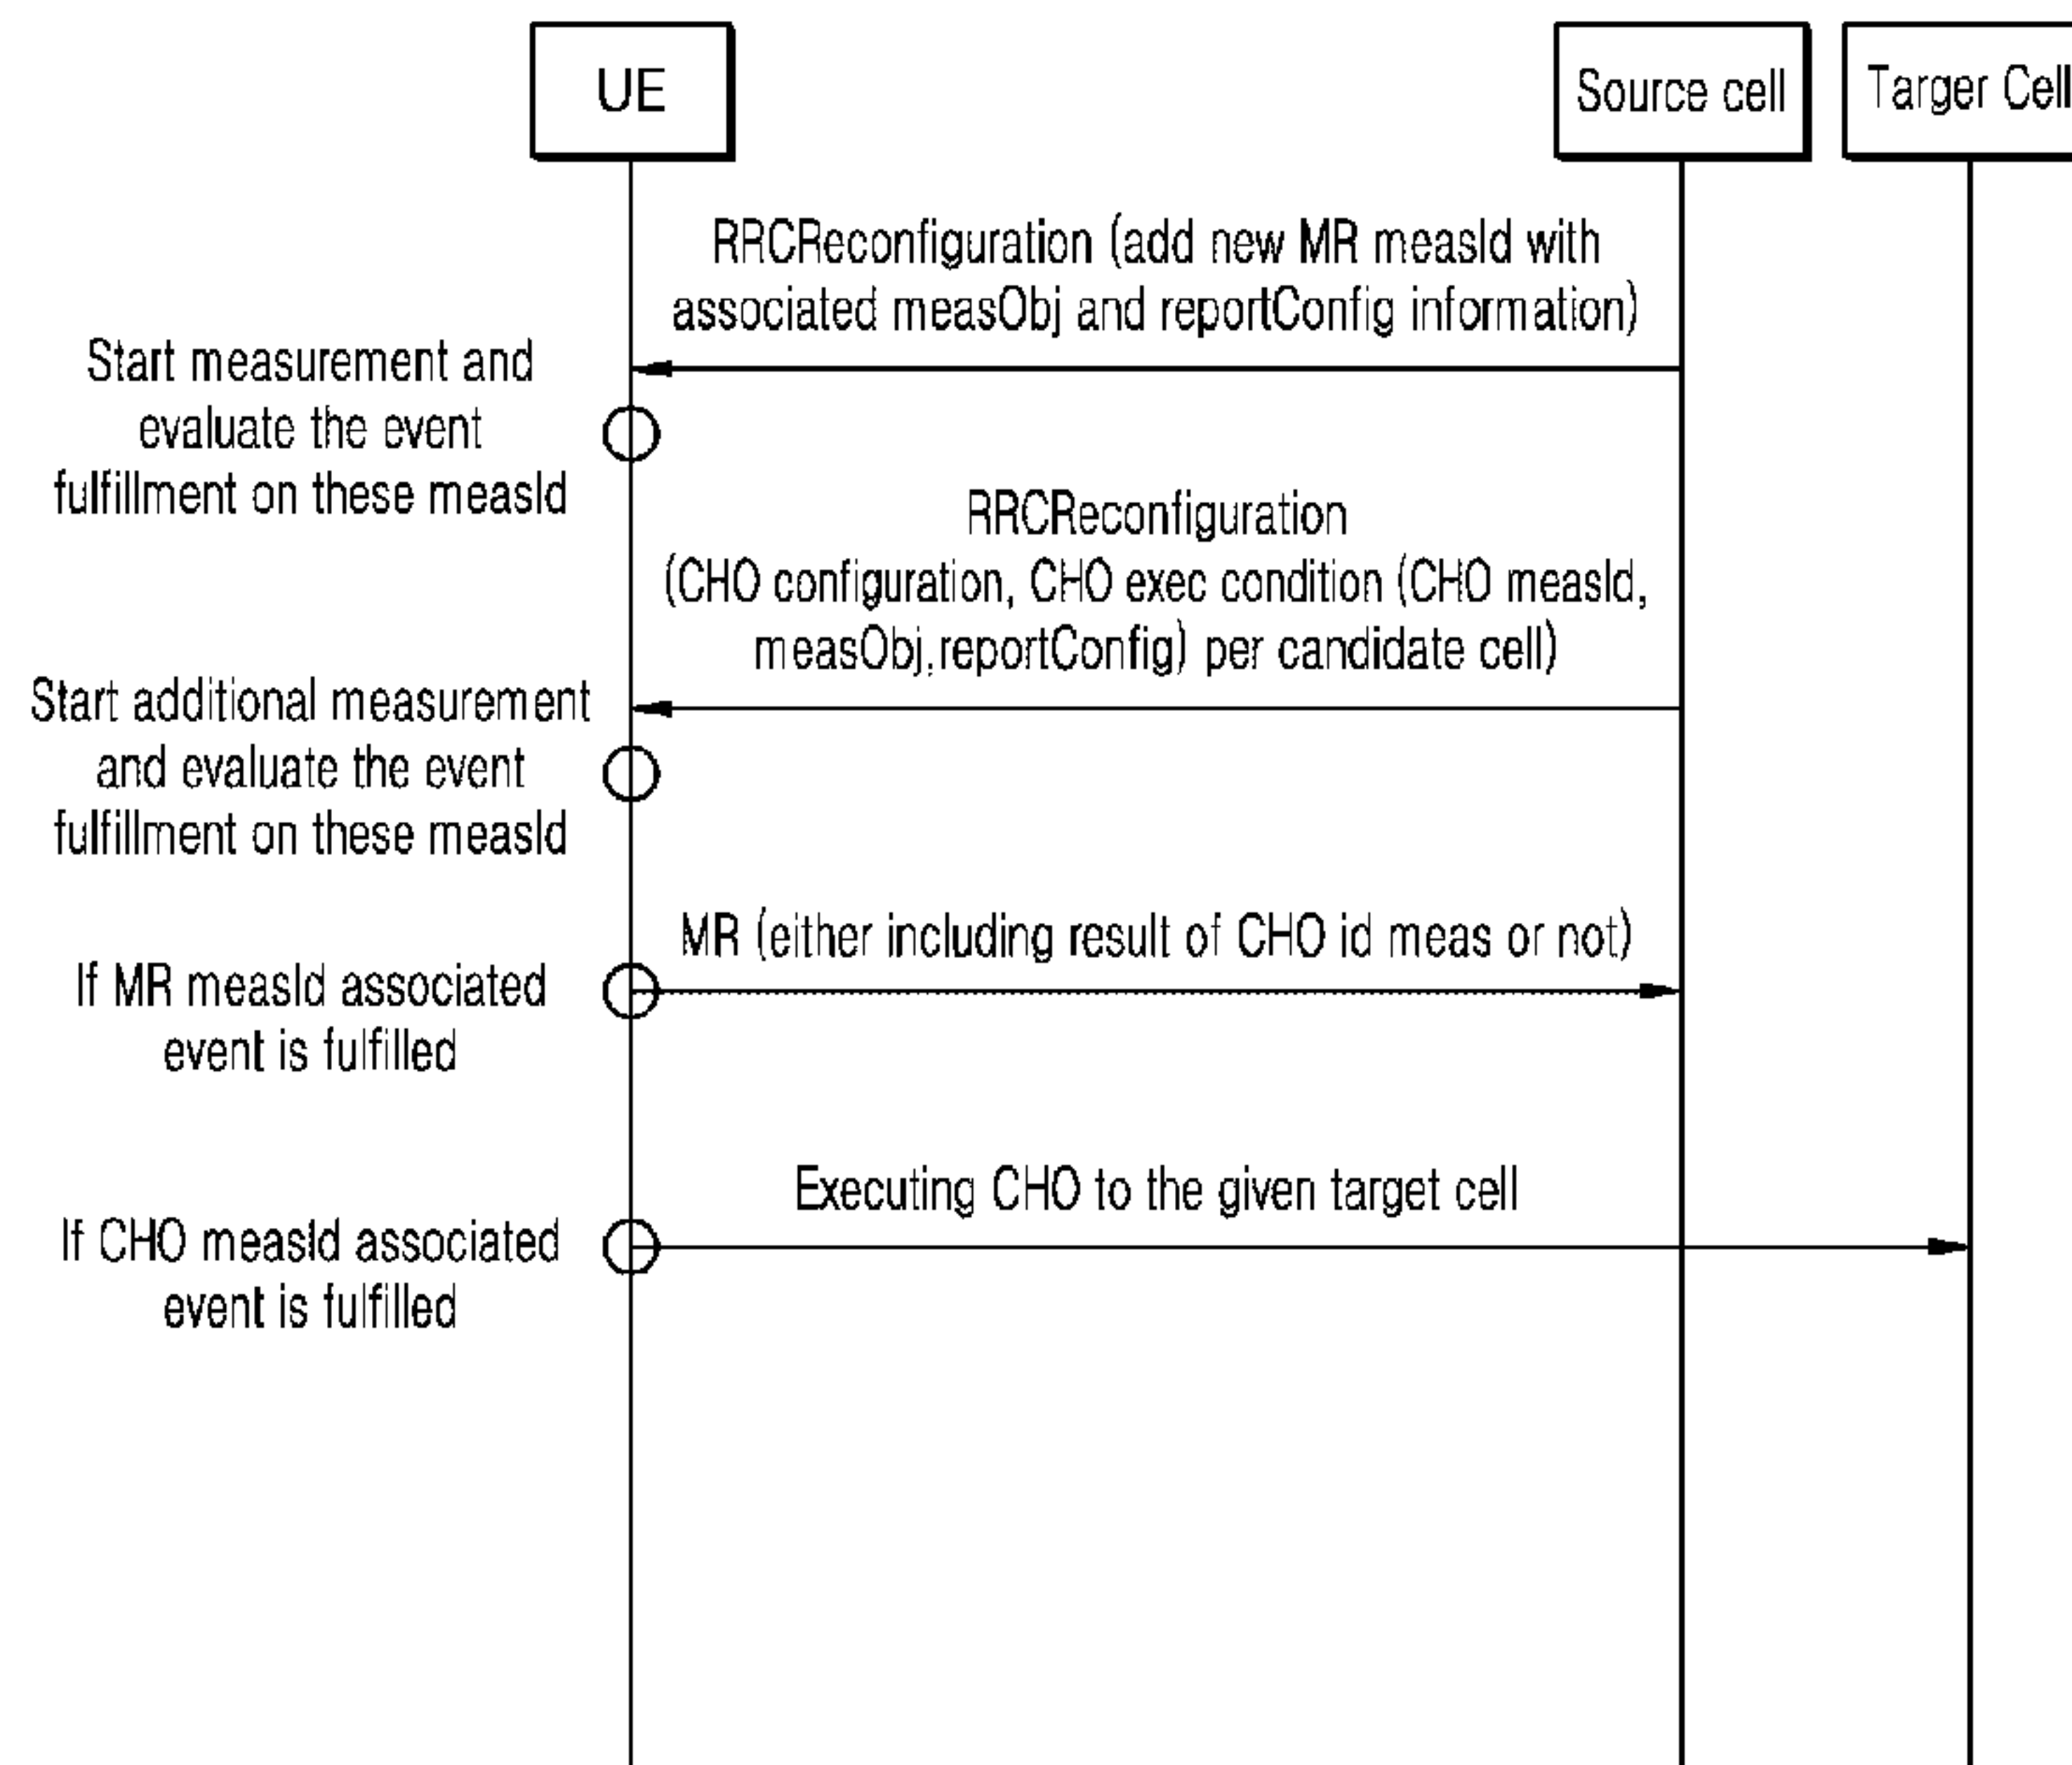 UE
Source cell
Targer Cell
RRCReconfiguration (add new MR measId with
associated measObj and reportConfig information)
Start measurement and
evaluate the event
fulfillment on these measId
RRCReconfiguration
(CHO configuration, CHO exec condition (CHO measId,
measObj,reportConfig) per candidate cell)
Start additional measurement
and evaluate the event
fulfillment on these measId
MR (either including result of CHO id meas or not)
If MR measId associated
event is fulfilled
Executing CHO to the given target cell
If CHO measId associated
event is fulfilled